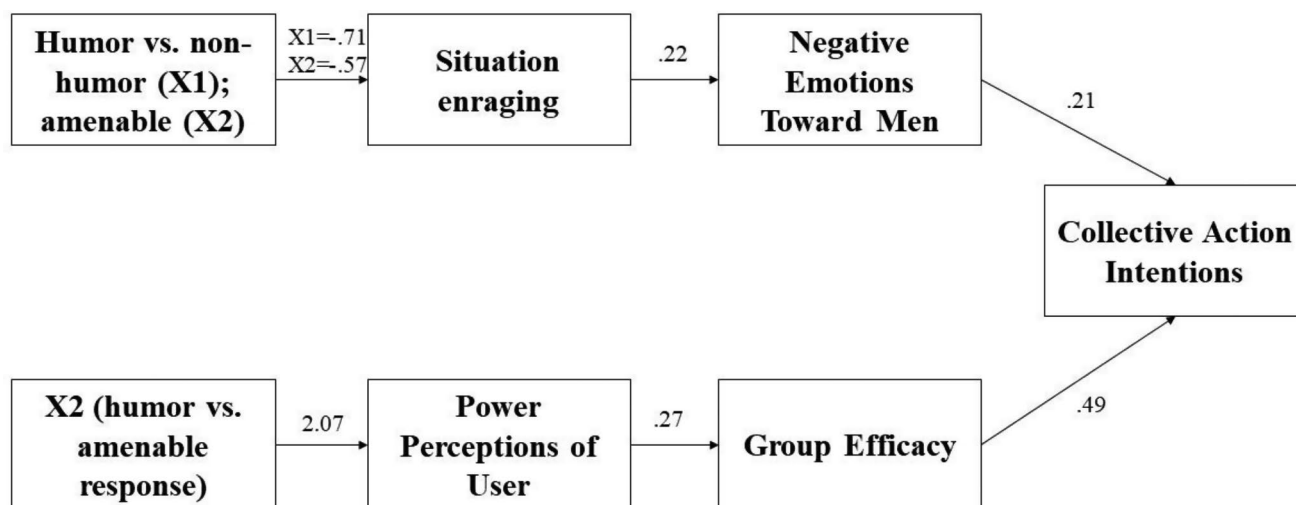 Humor vs. non-
humor (X1);
amenable (X2)
X1=-.71
X2=-.57
Situation
enraging
.22
Negative
Emotions
Toward Men
.21
Collective Action
Intentions
X2 (humor vs.
amenable
response)
2.07
Power
Perceptions of
User
.27
Group Efficacy
.49